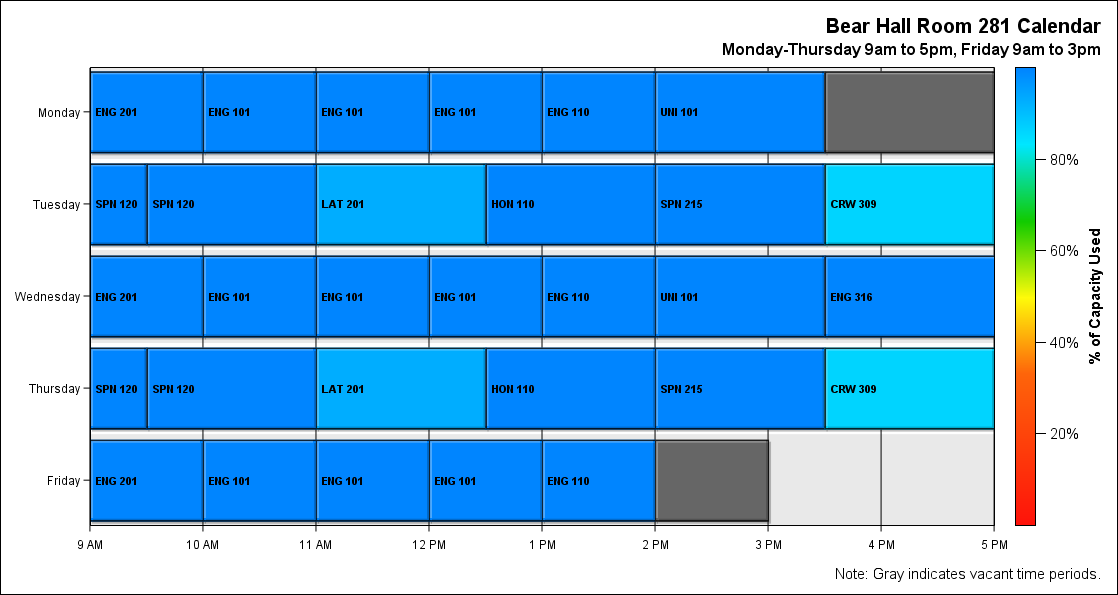 Bear Hall Room 281 Calendar
Monday-Thursday 9am to 5pm, Friday 9am to 3pm
Monday ENG 201 ENG 101 ENG 101 ENG 101 ENG 110 UNI 101
80%
Tuesday SPN 120 SPN 120 LAT 201 HON 110 SPN 215 CRW 309
60%
Wednesday ENG 201 ENG 101 ENG 101 ENG 101 ENG 110 UNI 101 ENG 316
% of Capacity Used
40%
Thursday SPN 120 SPN 120 LAT 201 HON 110 SPN 215 CRW 309
20%
Friday ENG 201 ENG 101 ENG 101 ENG 101 ENG 110
9 AM 10 AM 11 AM 12 PM 1 PM 2 PM 3 PM 4 PM 5 PM
Note: Gray indicates vacant time periods.